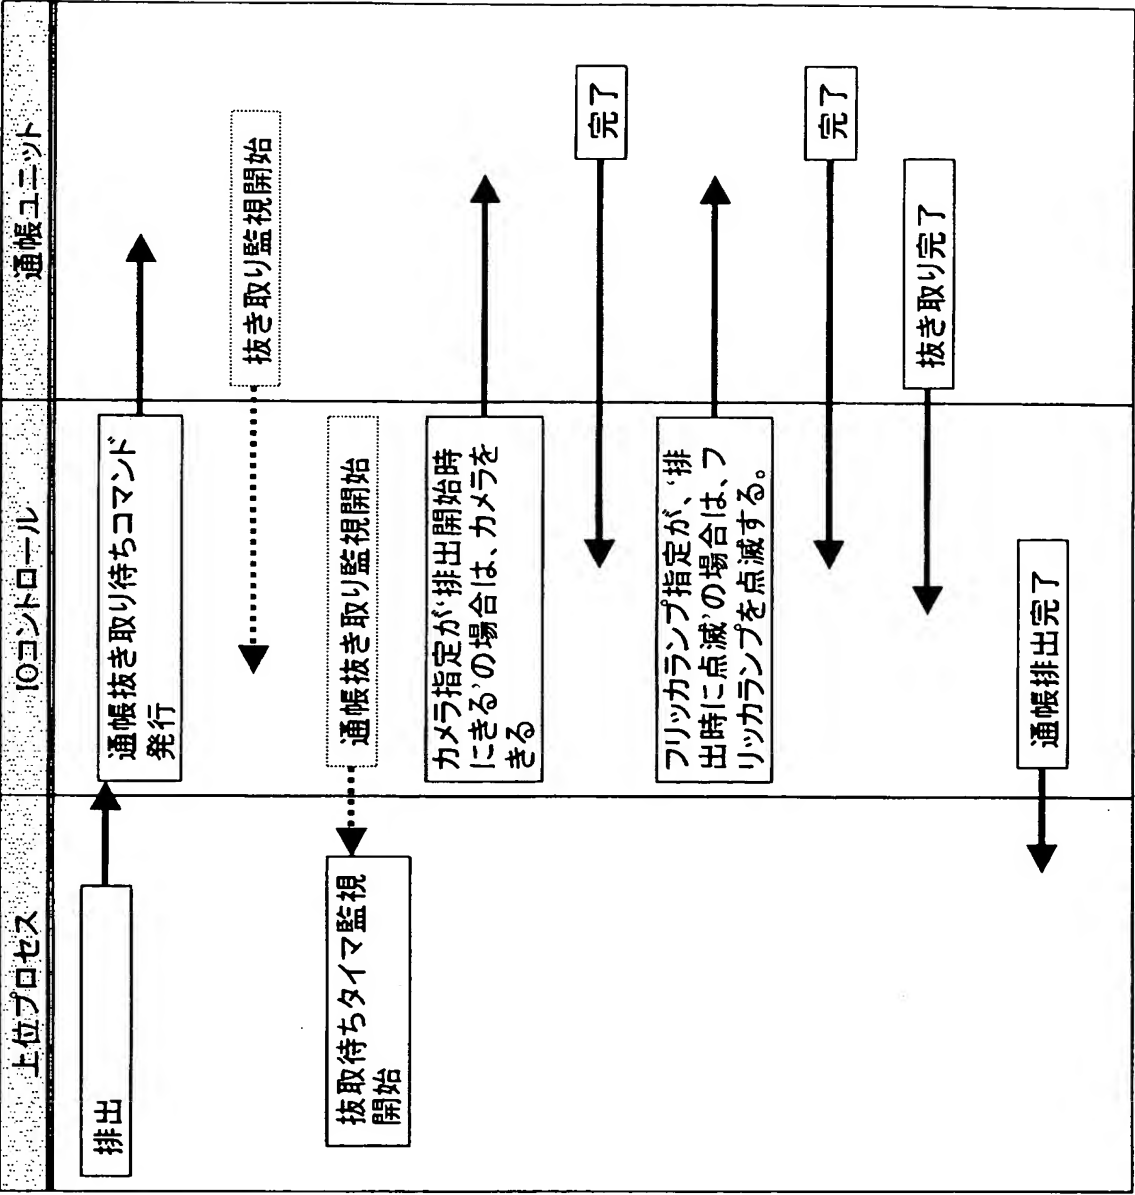 上位プロセス
IOコントロール
通帳ユニット
排出
通帳抜き取り待ちコマンド
発行
抜き取り監視開始
通帳抜き取り監視開始
抜取待ちタイマ監視
開始
カメラ指定が‘排出開始時
にきる’の場合は、カメラを
きる
完了
フリッカランプ指定が、‘排
出時に点滅’の場合は、フ
リッカランプを点滅する。
完了
抜き取り完了
通帳排出完了